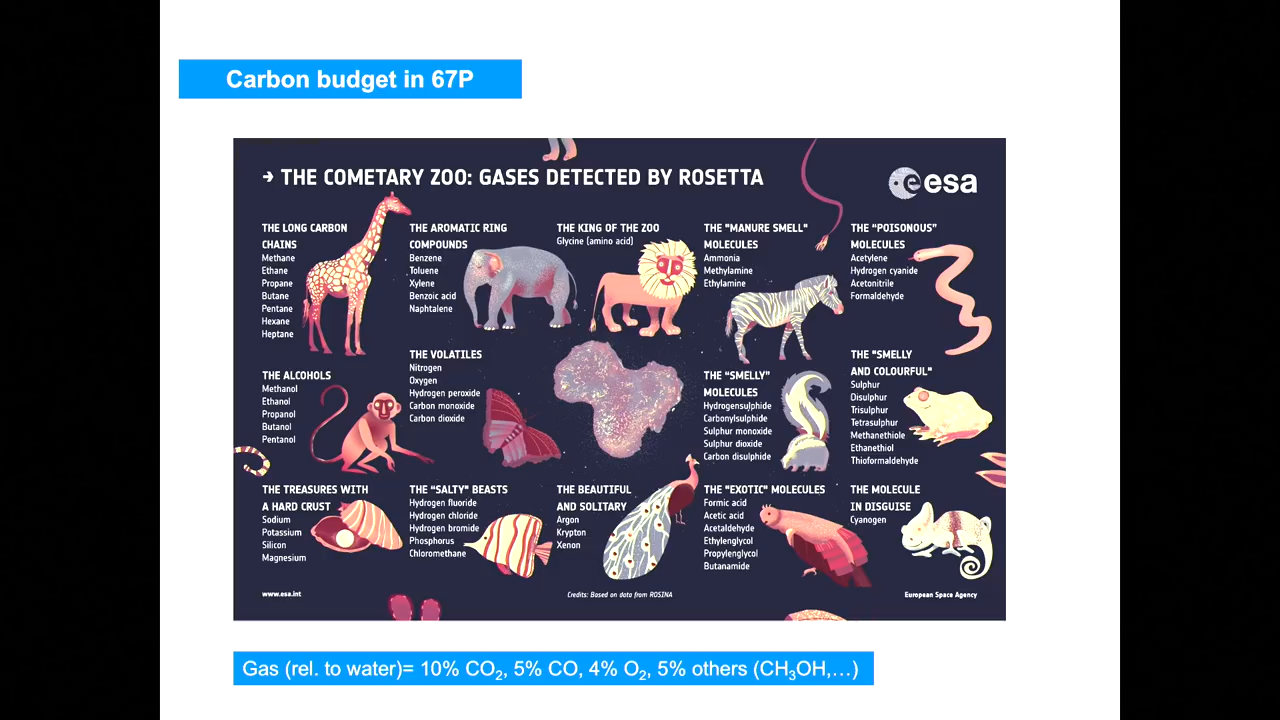 Carbon budget in 67P
→ THE COMETARY ZOO: GASES DETECTED BY ROSETTA
esa
THE LONG CARBON
CHAINS
Methane
Ethane
Propane
Butane
Pentane
Hexane
Heptane
THE AROMATIC RING
COMPOUNDS
Benzene
Toluene
Xylene
Benzoic acid
Naphtalene
THE KING OF THE ZOO
Glycine (amino acid)
THE "MANURE SMELL"
MOLECULES
Ammonia
Methylamine
Ethylamine
THE "POISONOUS"
MOLECULES
Acetylene
Hydrogen cyanide
Acetonitrile
Formaldehyde
THE ALCOHOLS
Methanol
Ethanol
Propanol
Butanol
Pentanol
THE VOLATILES
Nitrogen
Oxygen
Hydrogen peroxide
Carbon monoxide
Carbon dioxide
THE "SMELLY"
MOLECULES
Hydrogensulphide
Carbonylsulphide
Sulphur monoxide
Sulphur dioxide
Carbon disulphide
THE "SMELLY
AND COLOURFUL"
Sulphur
Disulphur
Trisulphur
Tetrasulphur
Methanethiole
Ethanethiol
Thioformaldehyde
THE TREASURES WITH
A HARD CRUST
Sodium
Potassium
Silicon
Magnesium
THE "SALTY" BEASTS
Hydrogen fluoride
Hydrogen chloride
Hydrogen bromide
Phosphorus
Chloromethane
THE BEAUTIFUL
AND SOLITARY
Argon
Krypton
Xenon
THE "EXOTIC" MOLECULES
Formic acid
Acetic acid
Acetaldehyde
Ethylenglycol
Propylenglycol
Butanamide
THE MOLECULE
IN DISGUISE
Cyanogen
www.esa.int
Credits: Based on data from ROSINA
European Space Agency
Gas (rel. to water)= 10% CO₂, 5% CO, 4% O₂, 5% others (CH₃OH,…)